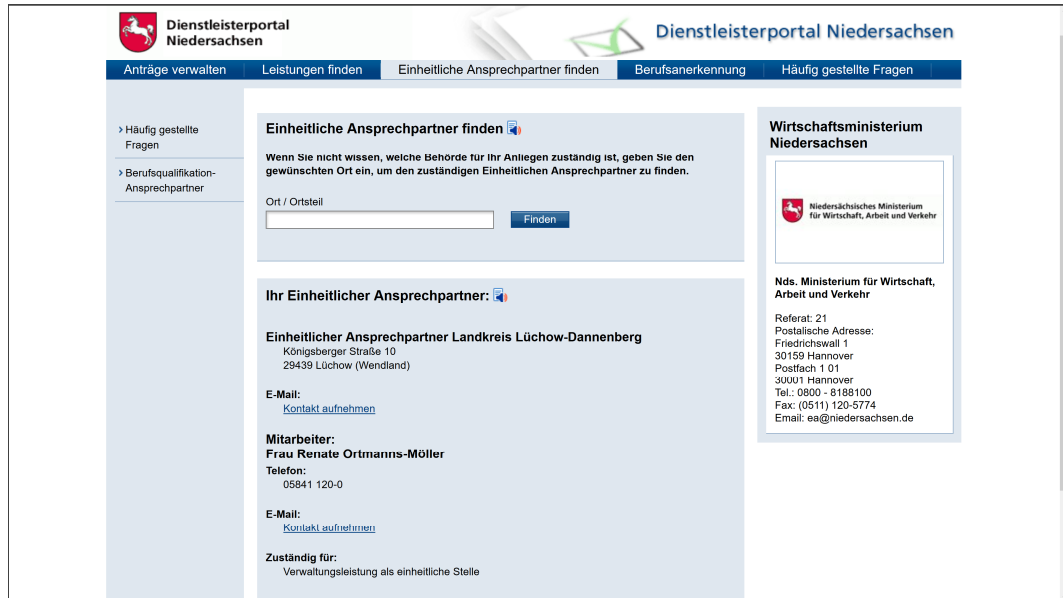 Dienstleisterportal
Niedersachsen
Dienstleisterportal Niedersachsen
Anträge verwalten
Leistungen finden
Einheitliche Ansprechpartner finden
Berufsanerkennung
Häufig gestellte Fragen
Häufig gestellte
Fragen
Berufsqualifikation-
Ansprechpartner
Einheitliche Ansprechpartner finden
Wenn Sie nicht wissen, welche Behörde für Ihr Anliegen zuständig ist, geben Sie den
gewünschten Ort ein, um den zuständigen Einheitlichen Ansprechpartner zu finden.
Ort / Ortsteil
Finden
Ihr Einheitlicher Ansprechpartner:
Einheitlicher Ansprechpartner Landkreis Lüchow-Dannenberg
Königsberger Straße 10
29439 Lüchow (Wendland)
E-Mail:
Kontakt aufnehmen
Mitarbeiter:
Frau Renate Ortmanns-Möller
Telefon:
05841 120-0
E-Mail:
Kontakt aufnehmen
Zuständig für:
Verwaltungsleistung als einheitliche Stelle
Wirtschaftsministerium
Niedersachsen
Niedersächsisches Ministerium
für Wirtschaft, Arbeit und Verkehr
Nds. Ministerium für Wirtschaft,
Arbeit und Verkehr
Referat: 21
Postalische Adresse:
Friedrichswall 1
30159 Hannover
Postfach 1 01
30001 Hannover
Tel.: 0800 - 8188100
Fax: (0511) 120-5774
Email: ea@niedersachsen.de